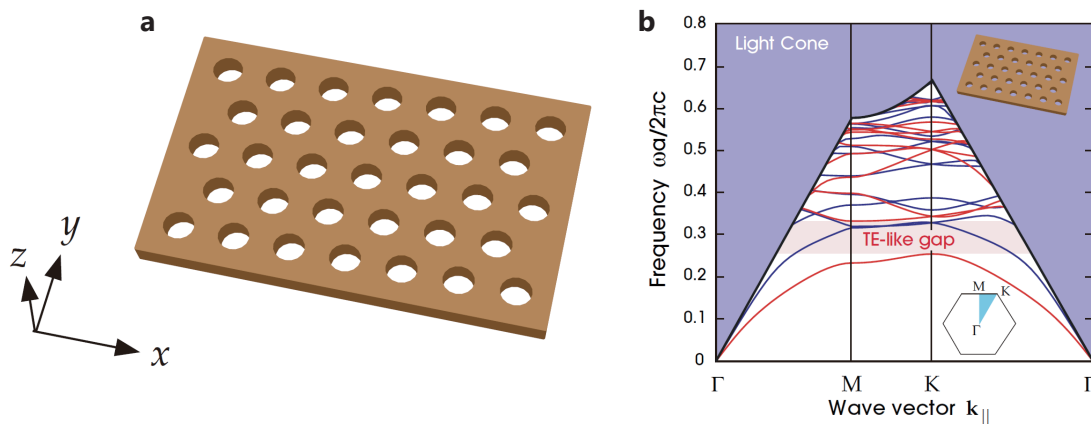 a
z
y
x
b
Frequency ωa/2πc
0.8
0.7
0.6
0.5
0.4
0.3
0.2
0.1
0
Light Cone
TE-like gap
M
K
Γ
Γ
M
K
Γ
Wave vector k||